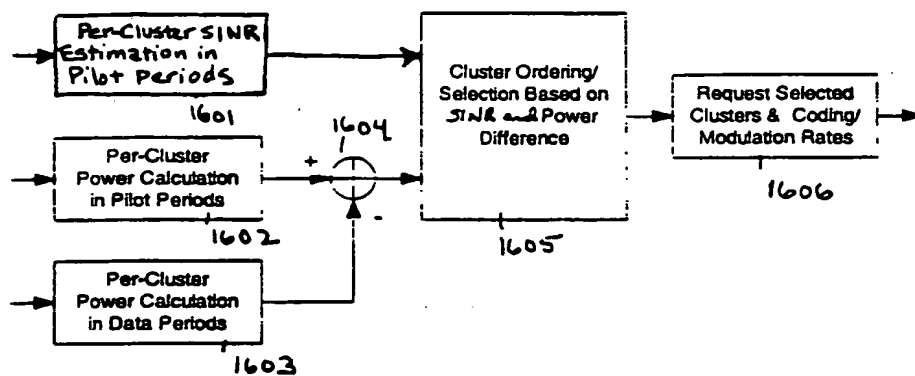 Per-Cluster SINR
Estimation in
Pilot Periods
1601
Per-Cluster
Power Calculation
in Pilot Periods
1602
Per-Cluster
Power Calculation
in Data Periods
1603
1604
+
-
Cluster Ordering/
Selection Based on
SINR and Power
Difference
1605
Request Selected
Clusters & Coding/
Modulation Rates
1606